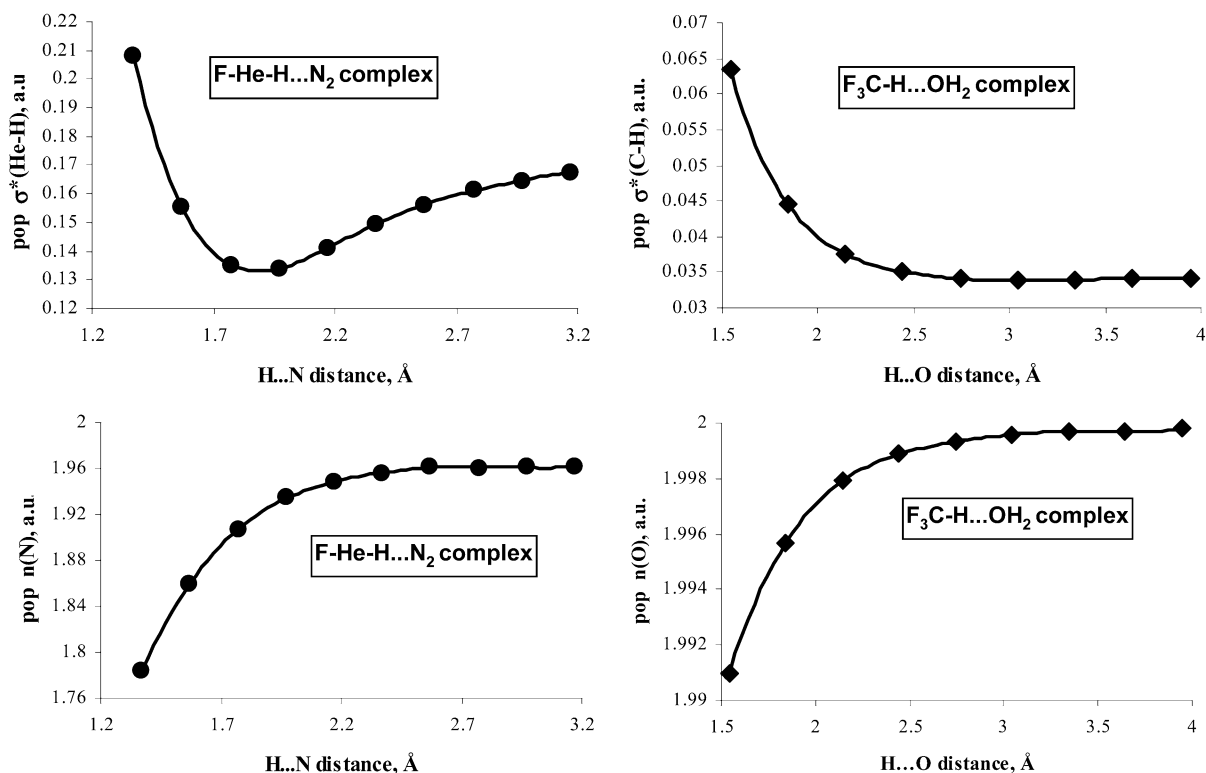 0.22
0.21
0.2
0.19
0.18
0.17
0.16
0.15
0.14
0.13
0.12
pop σ*(He-H), a.u
F-He-H...N2 complex
1.2 1.7 2.2 2.7 3.2
H...N distance, Å
0.07
0.065
0.06
0.055
0.05
0.045
0.04
0.035
0.03
pop σ*(C-H), a.u.
F3C-H...OH2 complex
1.5 2 2.5 3 3.5 4
H...O distance, Å
2
1.96
1.92
1.88
1.84
1.8
1.76
pop n(N), a.u.
F-He-H...N2 complex
1.2 1.7 2.2 2.7 3.2
H...N distance, Å
2
1.998
1.996
1.994
1.992
1.99
pop n(O), a.u.
F3C-H...OH2 complex
1.5 2 2.5 3 3.5 4
H…O distance, Å